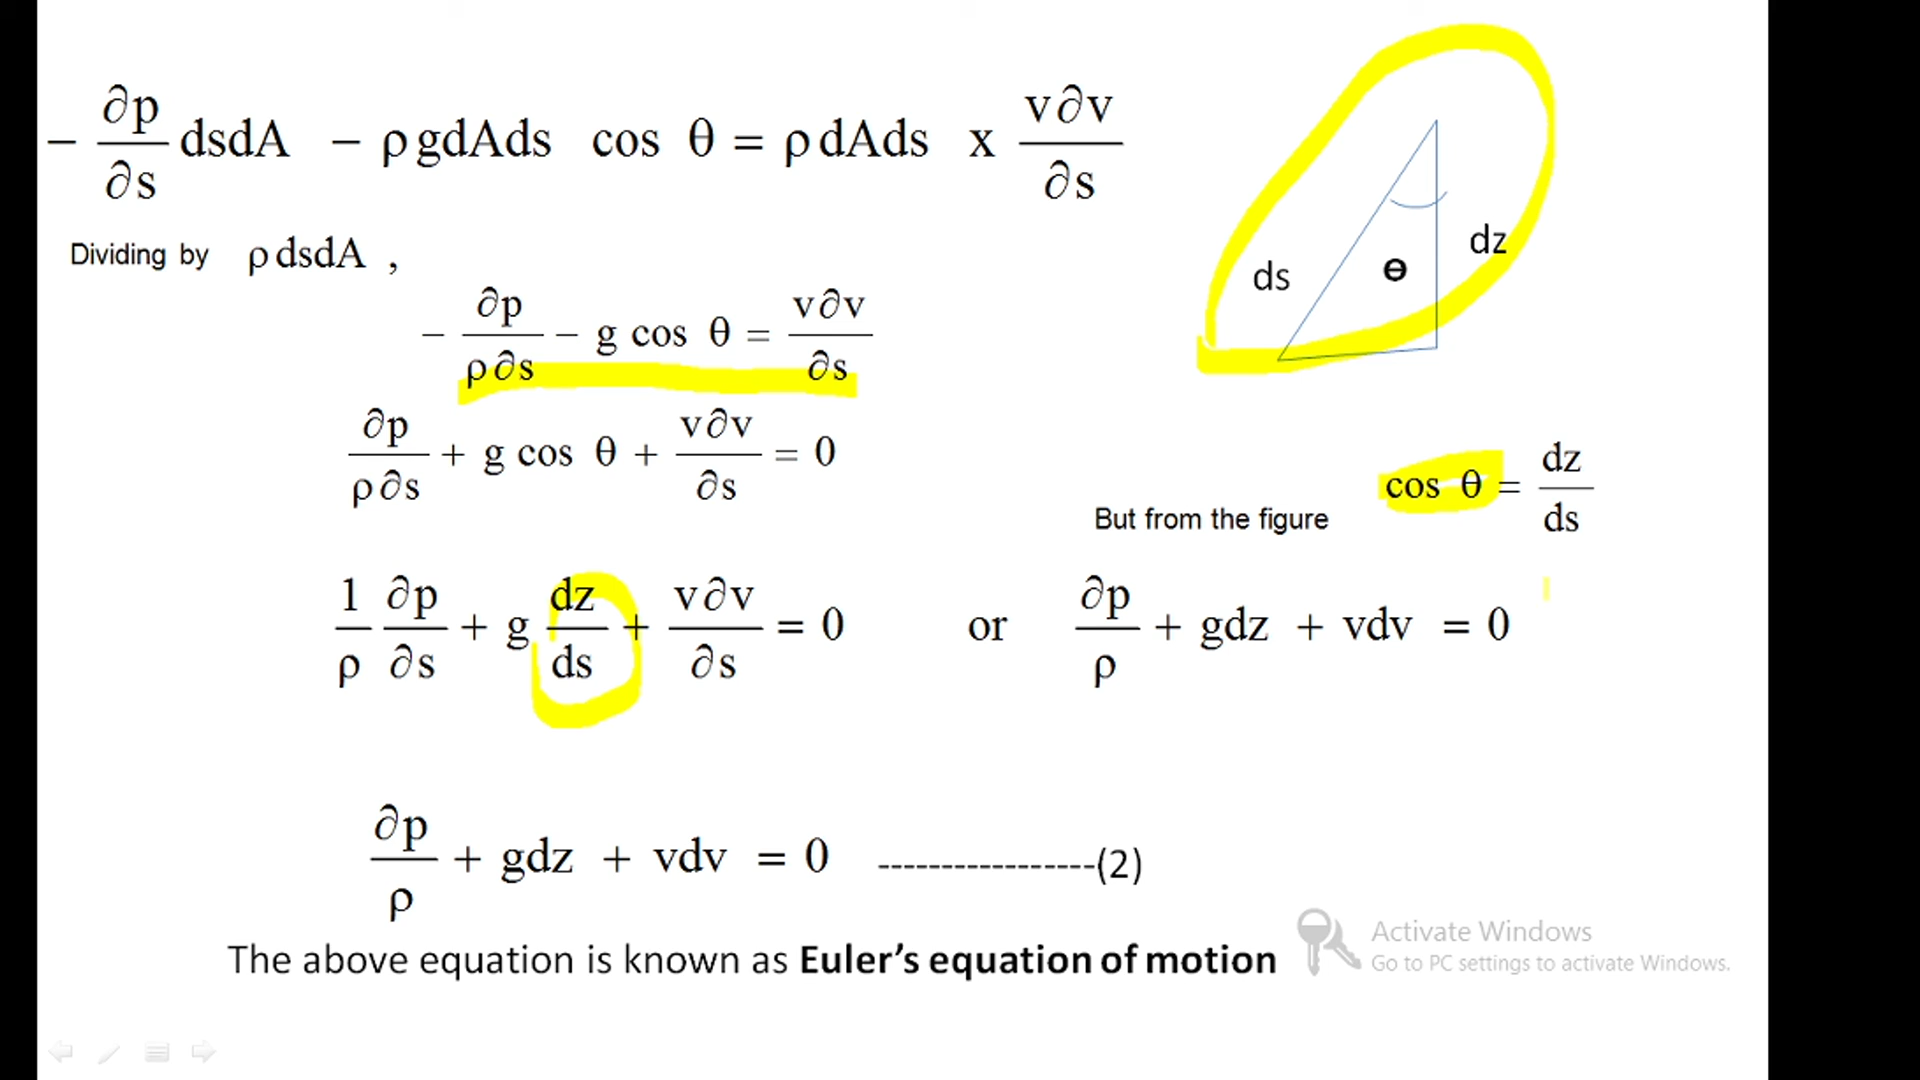 − ∂p/∂s dsdA − ρgdAds cos θ = ρdAds x v∂v/∂s
Dividing by ρdsdA ,
− ∂p/ρ∂s − g cos θ = v∂v/∂s
ds ɵ dz
∂p/ρ∂s + g cos θ + v∂v/∂s = 0
But from the figure cos θ = dz/ds
1/ρ ∂p/∂s + g dz/ds + v∂v/∂s = 0 or ∂p/ρ + gdz + vdv = 0
∂p/ρ + gdz + vdv = 0 -----------------(2)
The above equation is known as Euler’s equation of motion
Activate Windows
Go to PC settings to activate Windows.